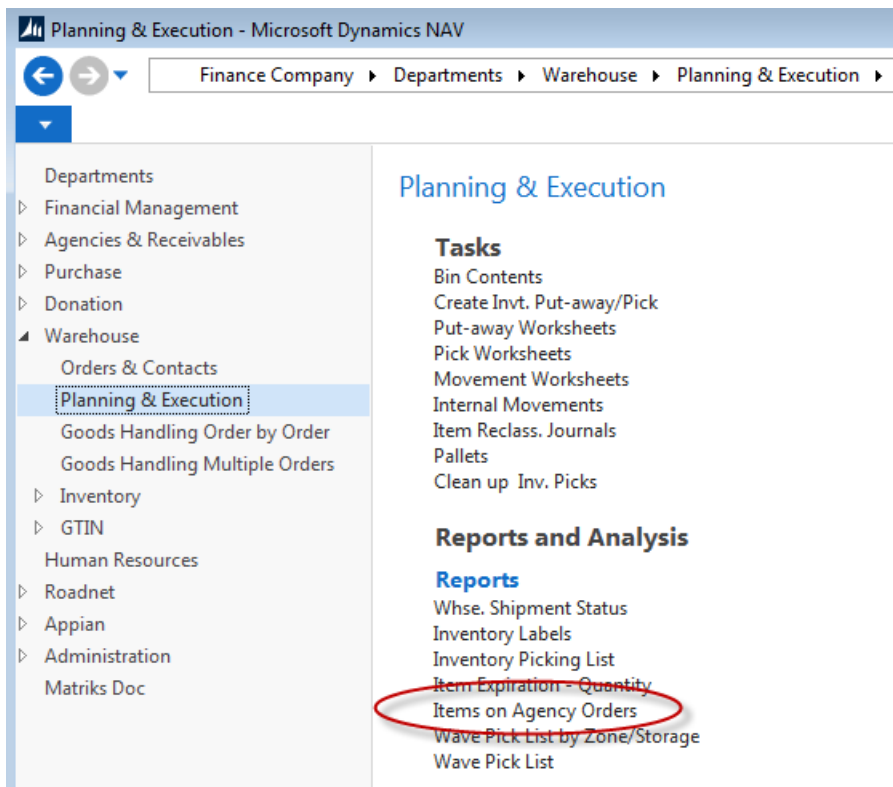 Planning & Execution - Microsoft Dynamics NAV
Finance Company Departments Warehouse Planning & Execution
Departments
Financial Management
Agencies & Receivables
Purchase
Donation
Warehouse
Orders & Contacts
Planning & Execution
Goods Handling Order by Order
Goods Handling Multiple Orders
Inventory
GTIN
Human Resources
Roadnet
Appian
Administration
Matriks Doc
Planning & Execution
Tasks
Bin Contents
Create Invt. Put-away/Pick
Put-away Worksheets
Pick Worksheets
Movement Worksheets
Internal Movements
Item Reclass. Journals
Pallets
Clean up  Inv. Picks
Reports and Analysis
Reports
Whse. Shipment Status
Inventory Labels
Inventory Picking List
Item Expiration - Quantity
Items on Agency Orders
Wave Pick List by Zone/Storage
Wave Pick List